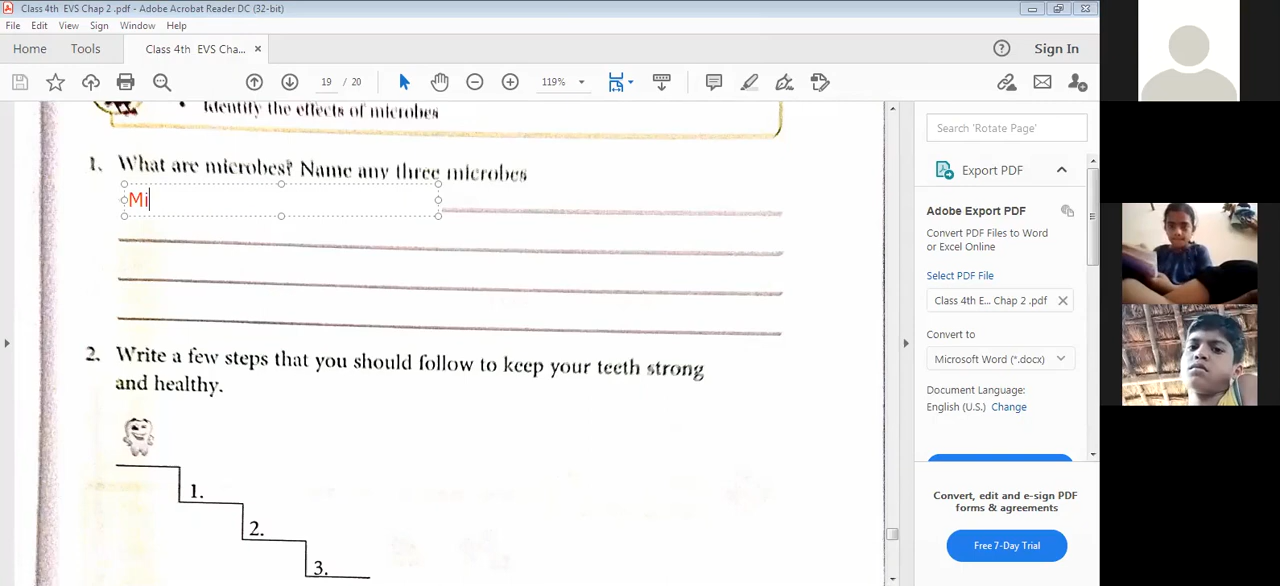 Class 4th EVS Chap 2 .pdf - Adobe Acrobat Reader DC (32-bit)
File Edit View Sign Window Help
Home Tools Class 4th EVS Cha... × ? Sign In
19 / 20 119%
Identify the effects of microbes
1. What are microbes? Name any three microbes
Mi
2. Write a few steps that you should follow to keep your teeth strong
and healthy.
1.
2.
3.
Search 'Rotate Page'
Export PDF
Adobe Export PDF
Convert PDF Files to Word
or Excel Online
Select PDF File
Class 4th E... Chap 2 .pdf
Convert to
Microsoft Word (*.docx)
Document Language:
English (U.S.) Change
Convert, edit and e-sign PDF
forms & agreements
Free 7-Day Trial